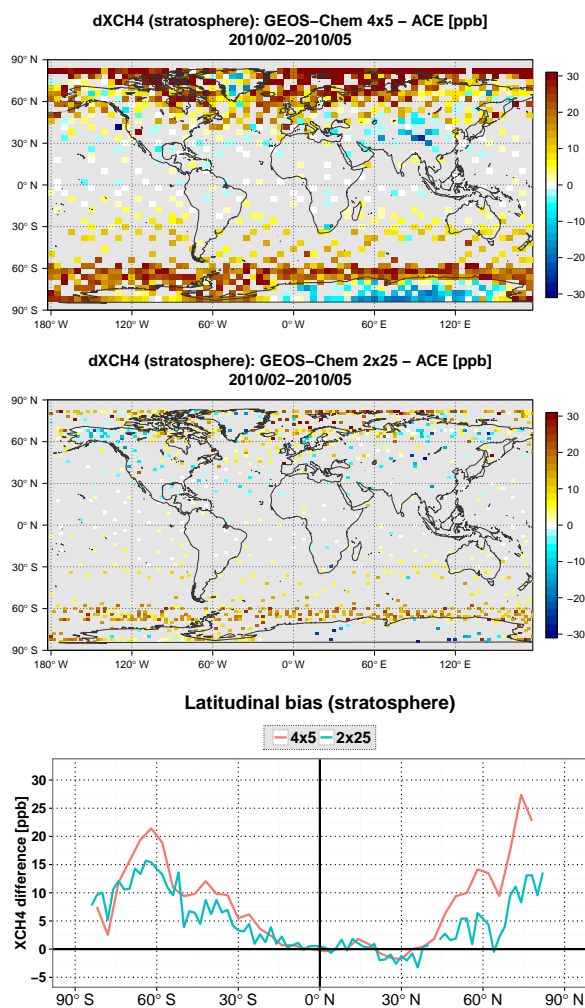 dXCH4 (stratosphere): GEOS−Chem 4x5 − ACE [ppb]
2010/02−2010/05
90° N
60° N
30° N
0° N
30° S
60° S
90° S
180° W
120° W
60° W
0° N
60° E
120° E
30
20
10
0
−10
−20
−30
dXCH4 (stratosphere): GEOS−Chem 2x25 − ACE [ppb]
2010/02−2010/05
90° N
60° N
30° N
0° N
30° S
60° S
90° S
180° W
120° W
60° W
0° N
60° E
120° E
30
20
10
0
−10
−20
−30
Latitudinal bias (stratosphere)
4x5 2x25
XCH4 difference [ppb]
30
25
20
15
10
5
0
−5
90° S 60° S 30° S 0° N 30° N 60° N 90° N